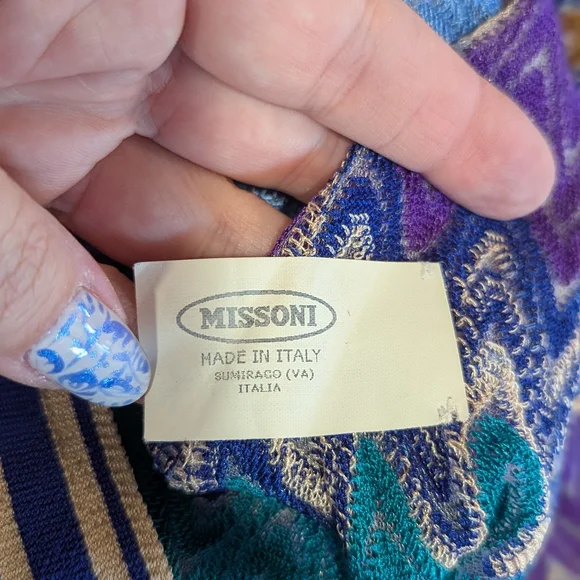 MISSONI
MADE IN ITALY
SUMIRAGO (VA)
ITALIA